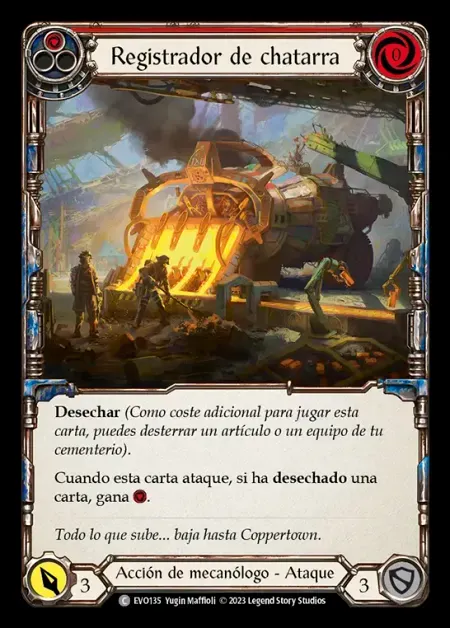 Registrador de chatarra
0
Desechar (Como coste adicional para jugar esta
carta, puedes desterrar un artículo o un equipo de tu
cementerio).
Cuando esta carta ataque, si ha desechado una
carta, gana.
Todo lo que sube... baja hasta Coppertown.
3
Acción de mecanólogo - Ataque
3
C EVO135 Yugin Maffioli © 2023 Legend Story Studios